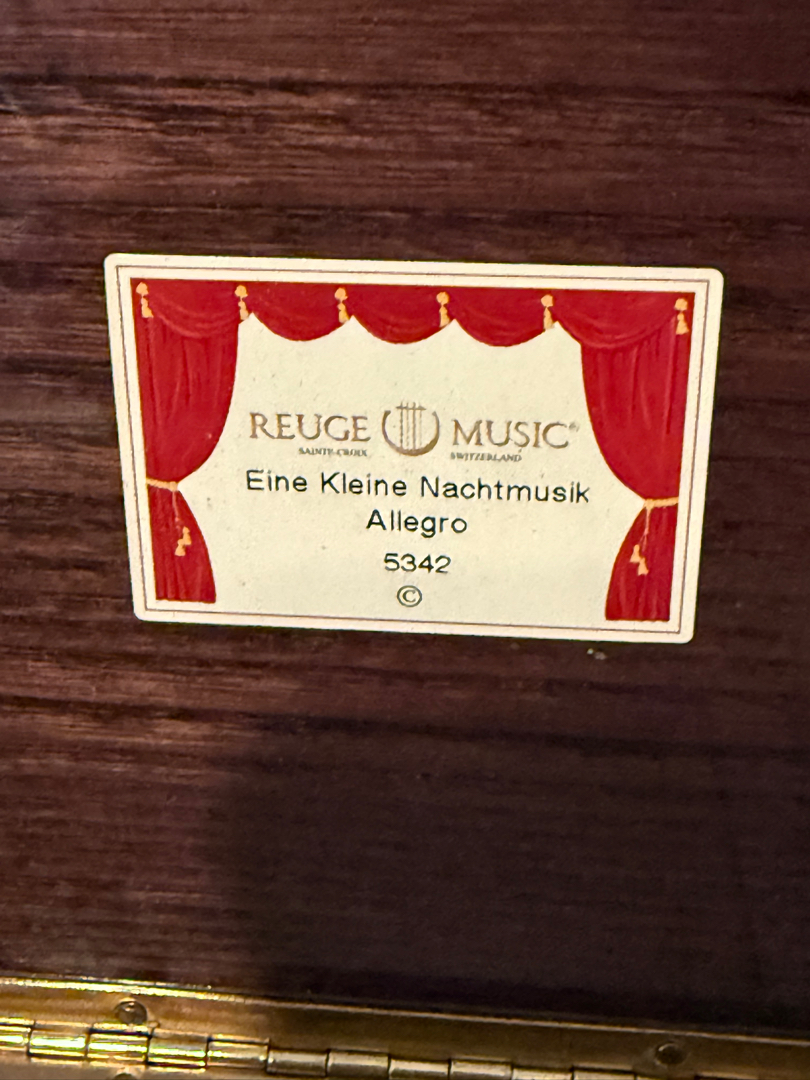 REUGE MUSIC®
SAINTE-CROIX SWITZERLAND
Eine Kleine Nachtmusik
Allegro
5342
©